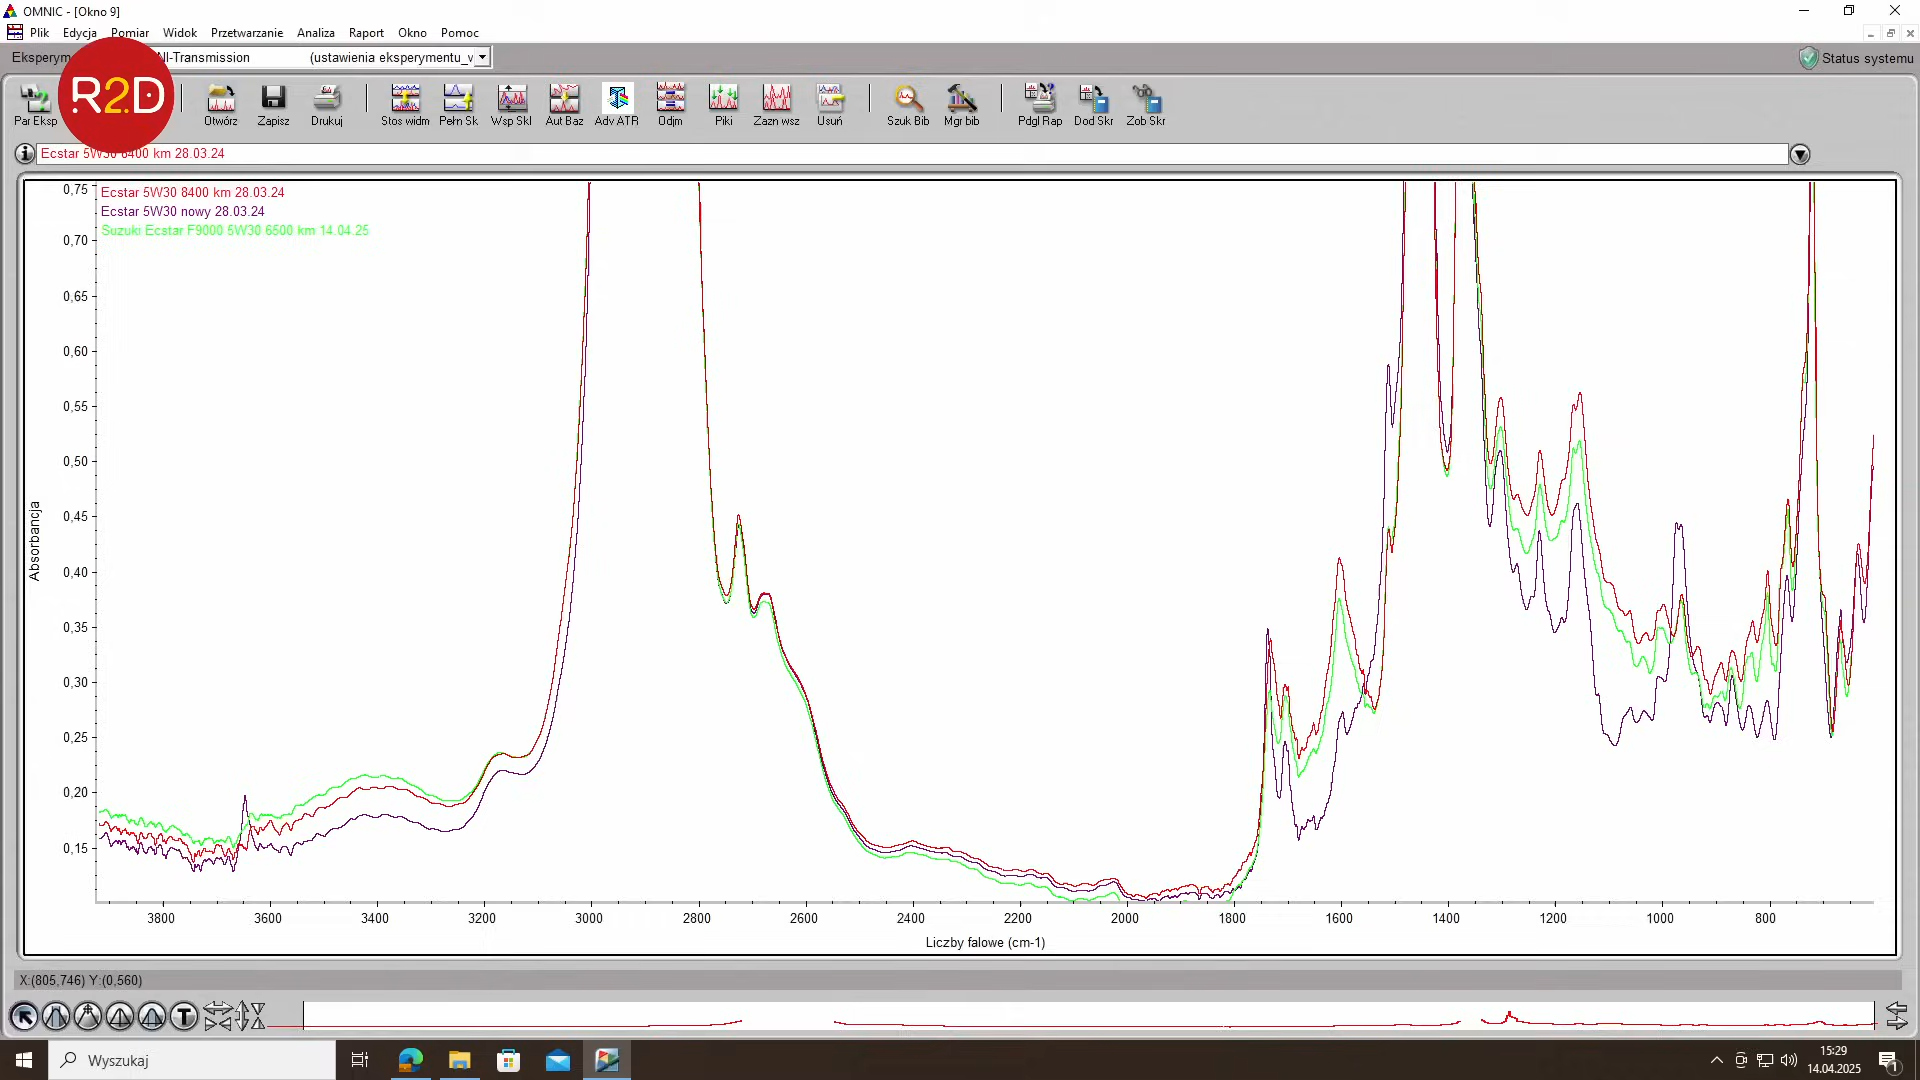 OMNIC - [Okno 9]
Plik Edycja Pomiar Widok Przetwarzanie Analiza Raport Okno Pomoc
Eksperym NI-Transmission (ustawienia eksperymentu_v Status systemu
R2D
Par Eksp Otwórz Zapisz Drukuj Stos widm Pełn Sk Wsp Skl Aut Baz Adv ATR Odjm Piki Zazn wsz Usuń Szuk Bib Mgr bib Pdgl Rap Dod Skr Zob Skr
Ecstar 5W30 8400 km 28.03.24
Ecstar 5W30 8400 km 28.03.24
Ecstar 5W30 nowy 28.03.24
Suzuki Ecstar F9000 5W30 6500 km 14.04.25
0,75
0,70
0,65
0,60
0,55
0,50
0,45
0,40
0,35
0,30
0,25
0,20
0,15
Absorbancja
3800 3600 3400 3200 3000 2800 2600 2400 2200 2000 1800 1600 1400 1200 1000 800
Liczby falowe (cm-1)
X:(805,746) Y:(0,560)
T
Wyszukaj
15:29
14.04.2025
1